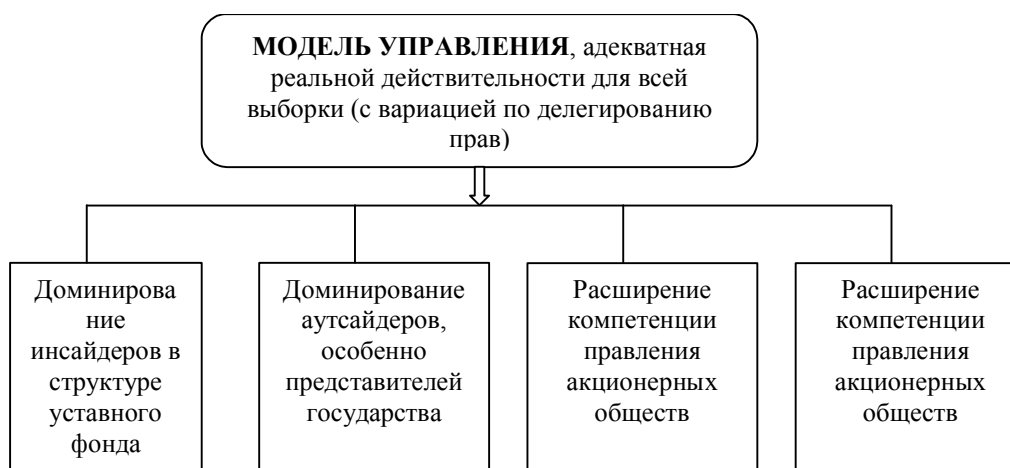 МОДЕЛЬ УПРАВЛЕНИЯ, адекватная
реальной действительности для всей
выборки (с вариацией по делегированию
прав)
Доминирова
ние
инсайдеров в
структуре
уставного
фонда
Доминирование
аутсайдеров,
особенно
представителей
государства
Расширение
компетенции
правления
акционерных
обществ
Расширение
компетенции
правления
акционерных
обществ